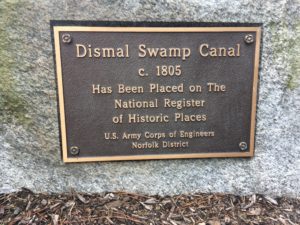 Dismal Swamp Canal
c. 1805
Has Been Placed on The
National Register
of Historic Places
U.S. Army Corps of Engineers
Norfolk District